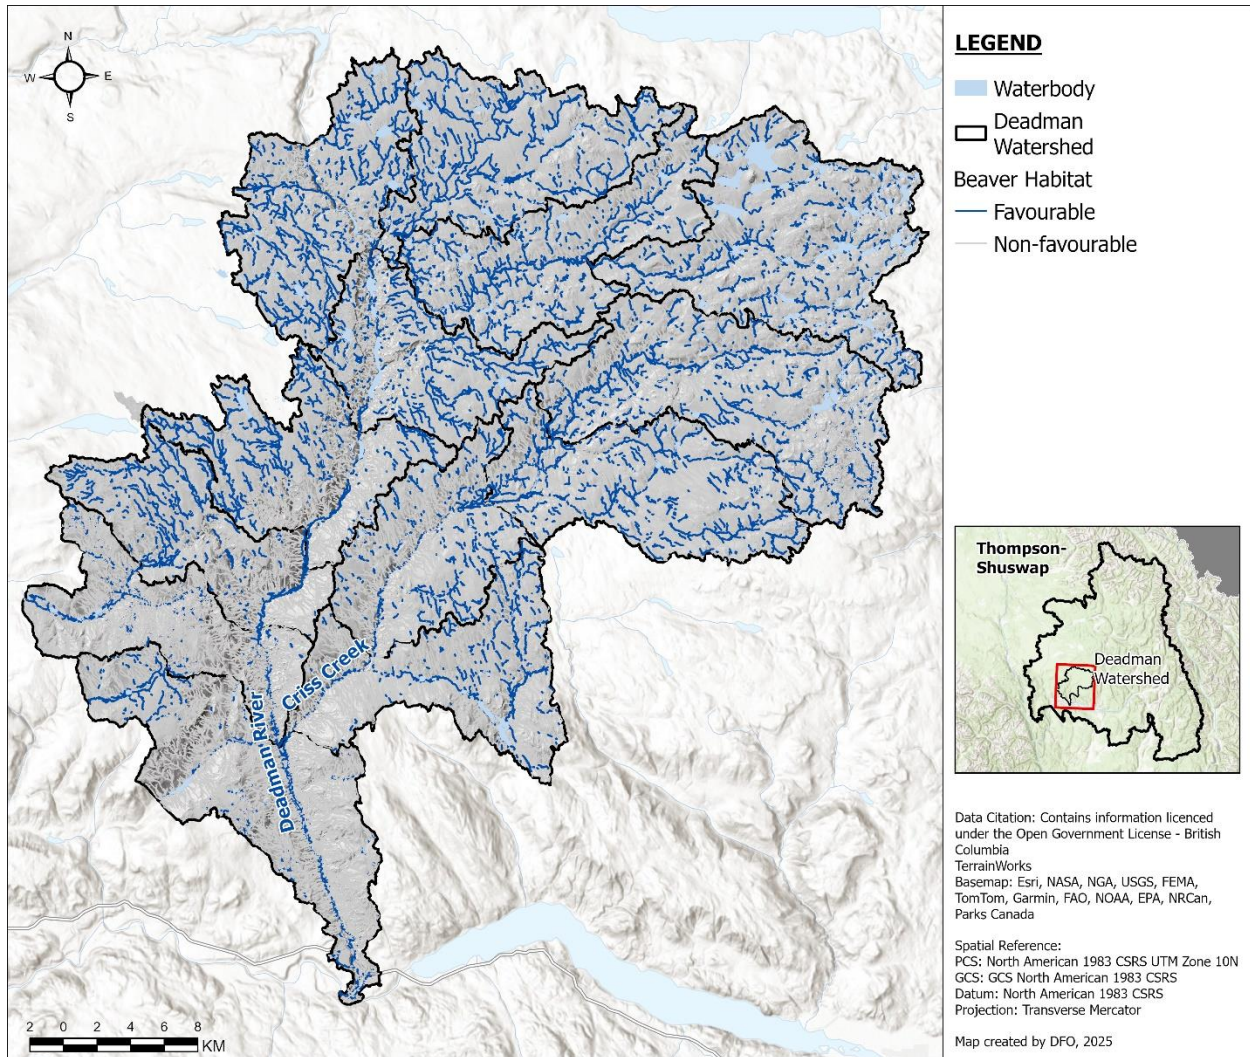 N
W
E
S
Criss Creek
Deadman River
2 0 2 4 6 8
KM
LEGEND
Waterbody
Deadman
Watershed
Beaver Habitat
Favourable
Non-favourable
Thompson-
Shuswap
Deadman
Watershed
Data Citation: Contains information licenced
under the Open Government License - British
Columbia
TerrainWorks
Basemap: Esri, NASA, NGA, USGS, FEMA,
TomTom, Garmin, FAO, NOAA, EPA, NRCan,
Parks Canada
Spatial Reference:
PCS: North American 1983 CSRS UTM Zone 10N
GCS: GCS North American 1983 CSRS
Datum: North American 1983 CSRS
Projection: Transverse Mercator
Map created by DFO, 2025